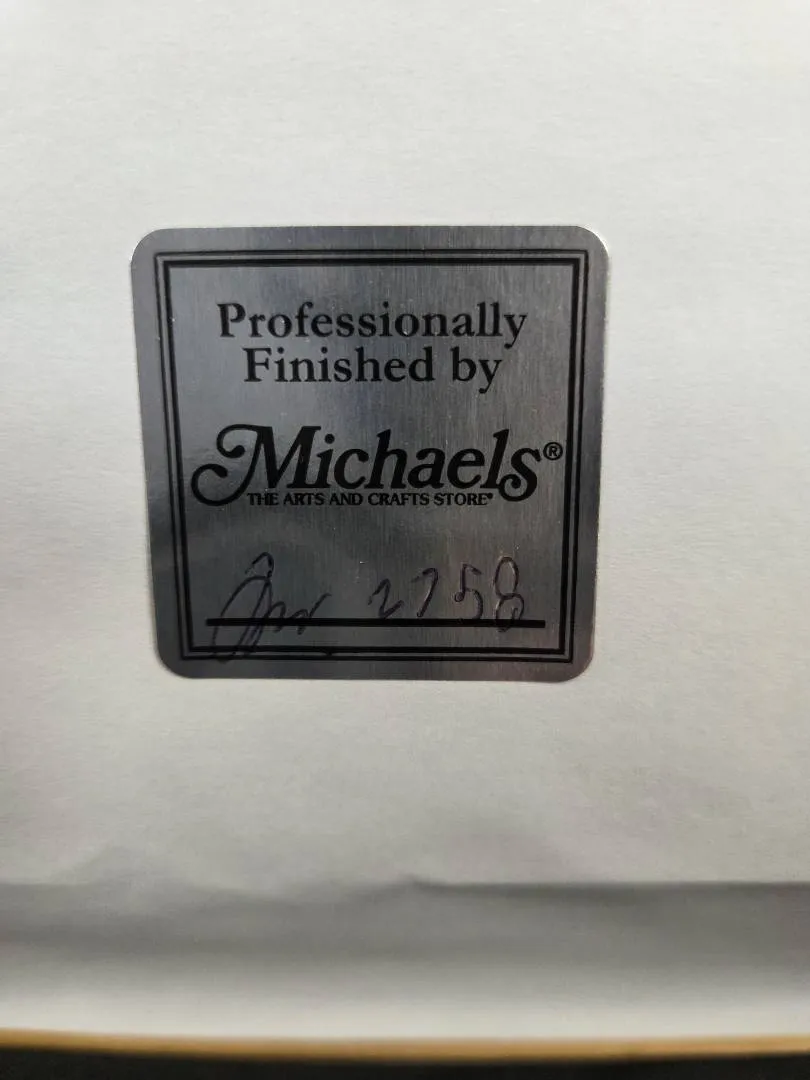 Professionally
Finished by
Michaels®
THE ARTS AND CRAFTS STORE®
2758